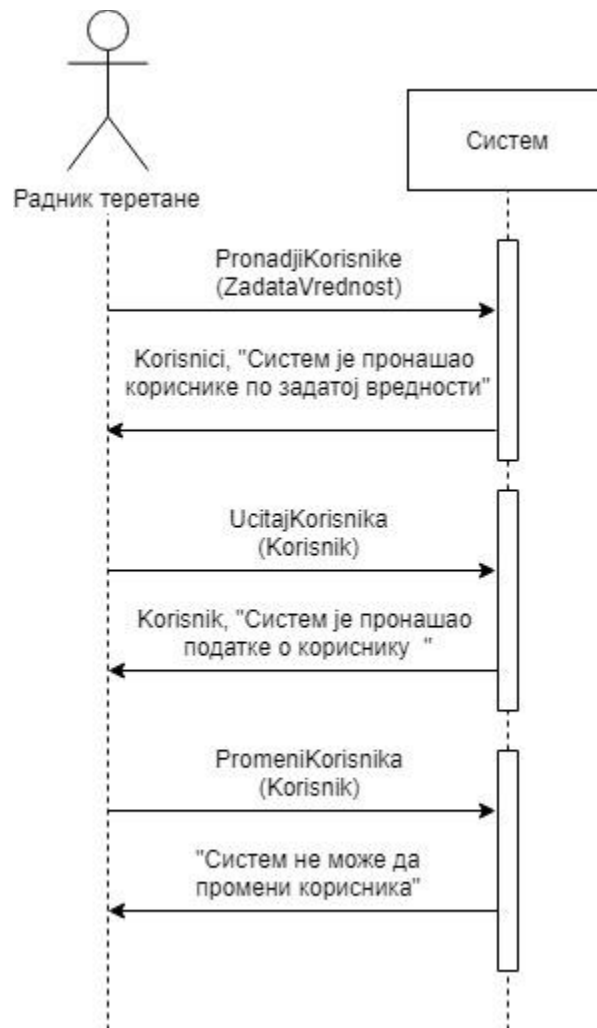 Систем
Радник теретане
PronadjiKorisnike
(ZadataVrednost)
Korisnici, "Систем је пронашао
кориснике по задатој вредности"
UcitajKorisnika
(Korisnik)
Korisnik, "Систем је пронашао
податке о кориснику  "
PromeniKorisnika
(Korisnik)
"Систем не може да
промени корисника"